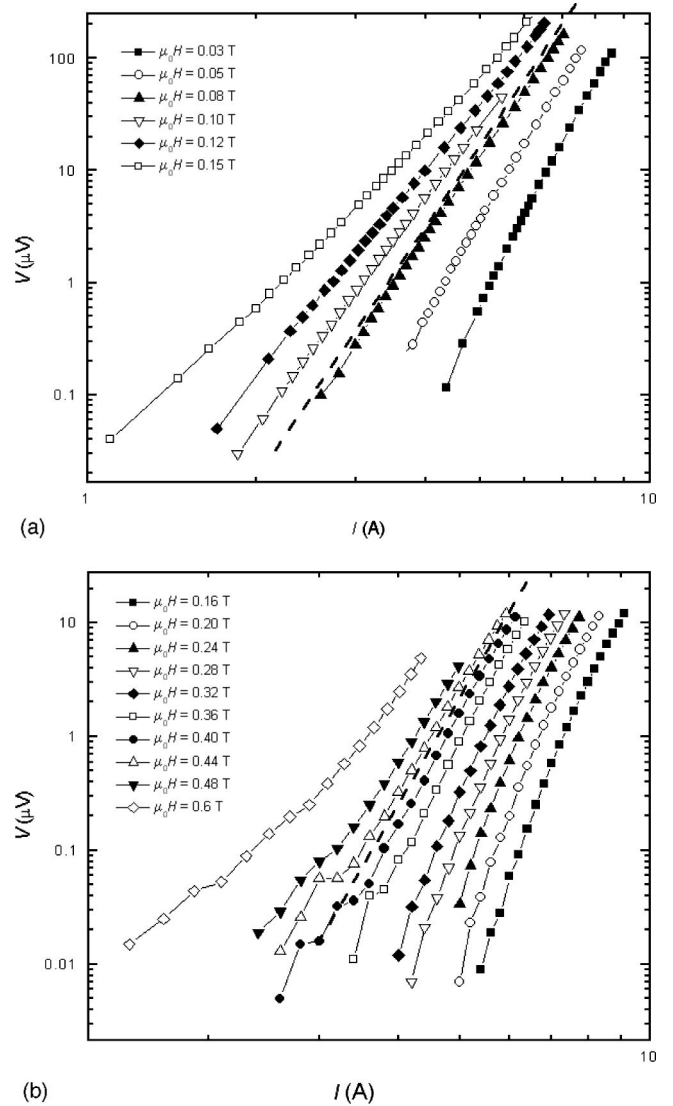 100
10
1
0.1
V (μV)
μ₀H = 0.03 T
μ₀H = 0.05 T
μ₀H = 0.08 T
μ₀H = 0.10 T
μ₀H = 0.12 T
μ₀H = 0.15 T
1
10
(a)
I (A)
10
1
0.1
0.01
V (μV)
μ₀H = 0.16 T
μ₀H = 0.20 T
μ₀H = 0.24 T
μ₀H = 0.28 T
μ₀H = 0.32 T
μ₀H = 0.36 T
μ₀H = 0.40 T
μ₀H = 0.44 T
μ₀H = 0.48 T
μ₀H = 0.6 T
10
(b)
I (A)